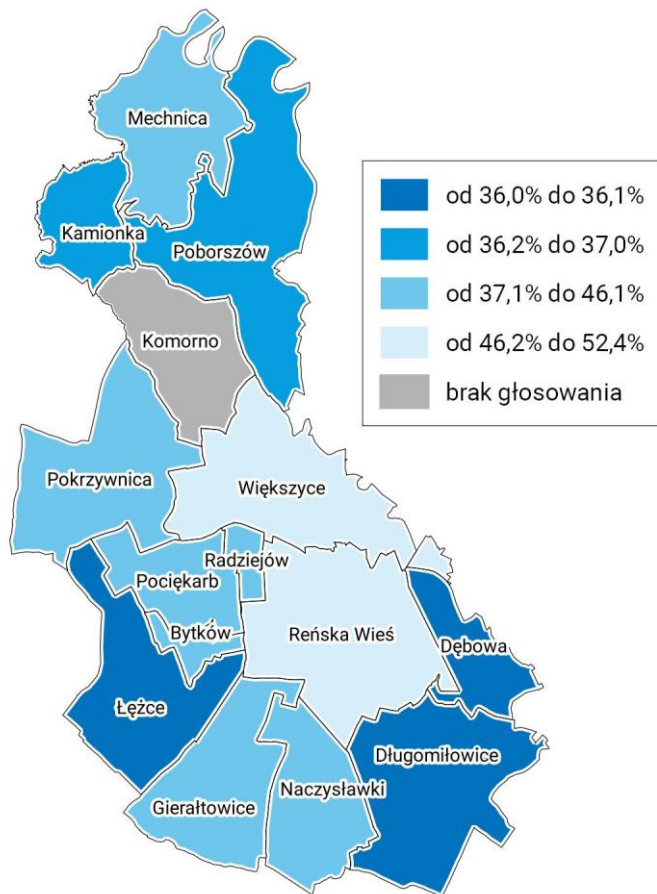 Mechnica
Kamionka
Poborszów
Komorno
od 36,0% do 36,1%
od 36,2% do 37,0%
od 37,1% do 46,1%
od 46,2% do 52,4%
brak głosowania
Pokrzywnica
Większyce
Radziejów
Pociękarb
Bytków
Reńska Wieś
Dębowa
Łężce
Długomiłowice
Naczysławki
Gierałtowice